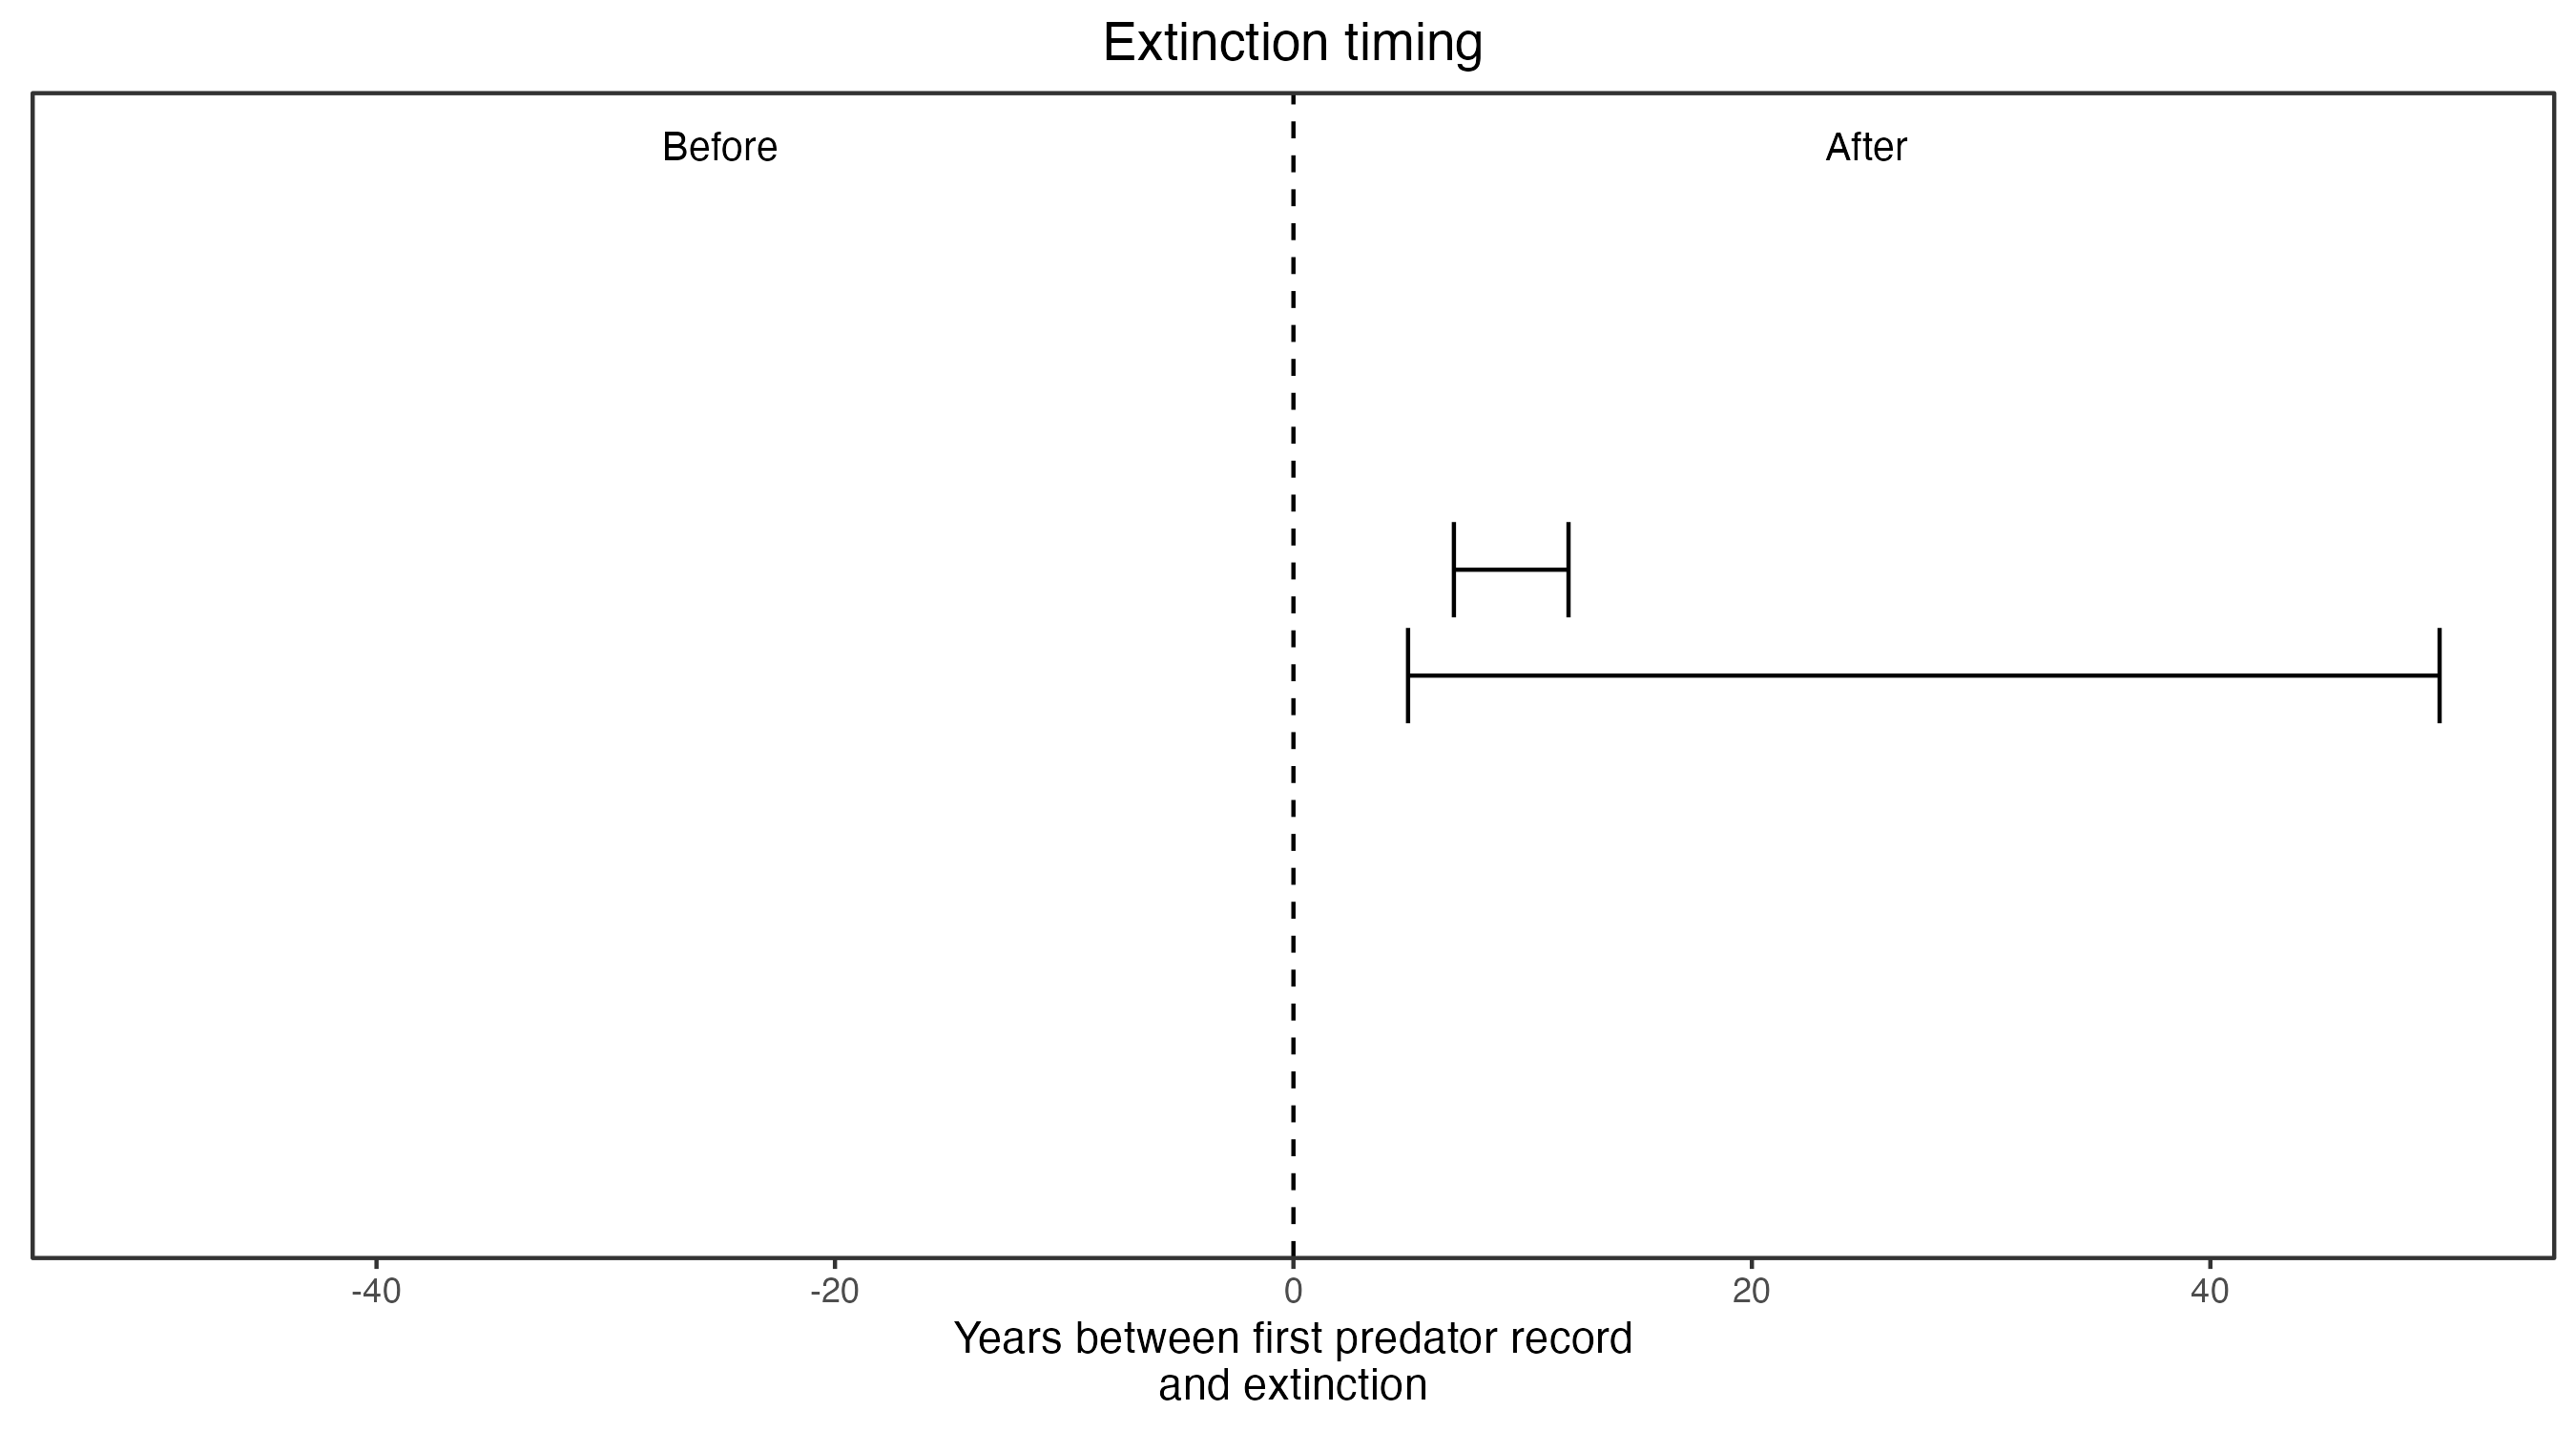 Extinction timing
Before
After
-40
-20
0
20
40
Years between first predator record
and extinction